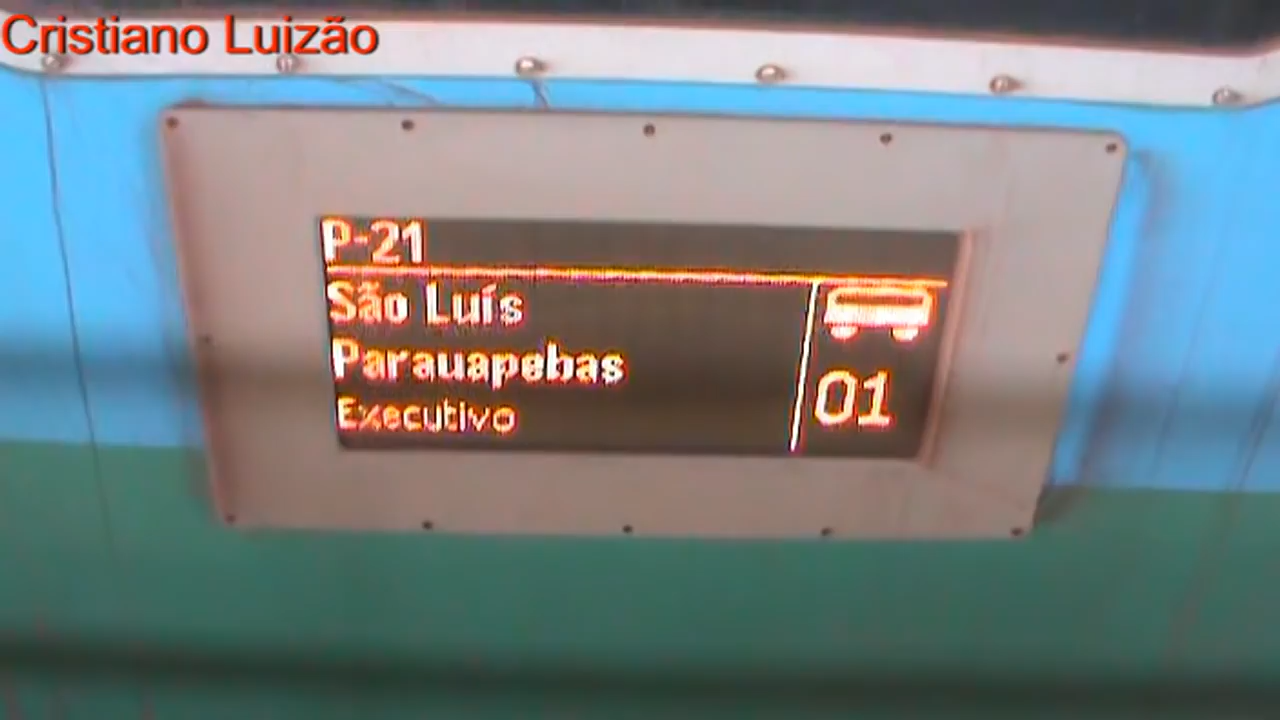 Cristiano Luizão
P-21
São Luís
Parauapebas
Executivo
01